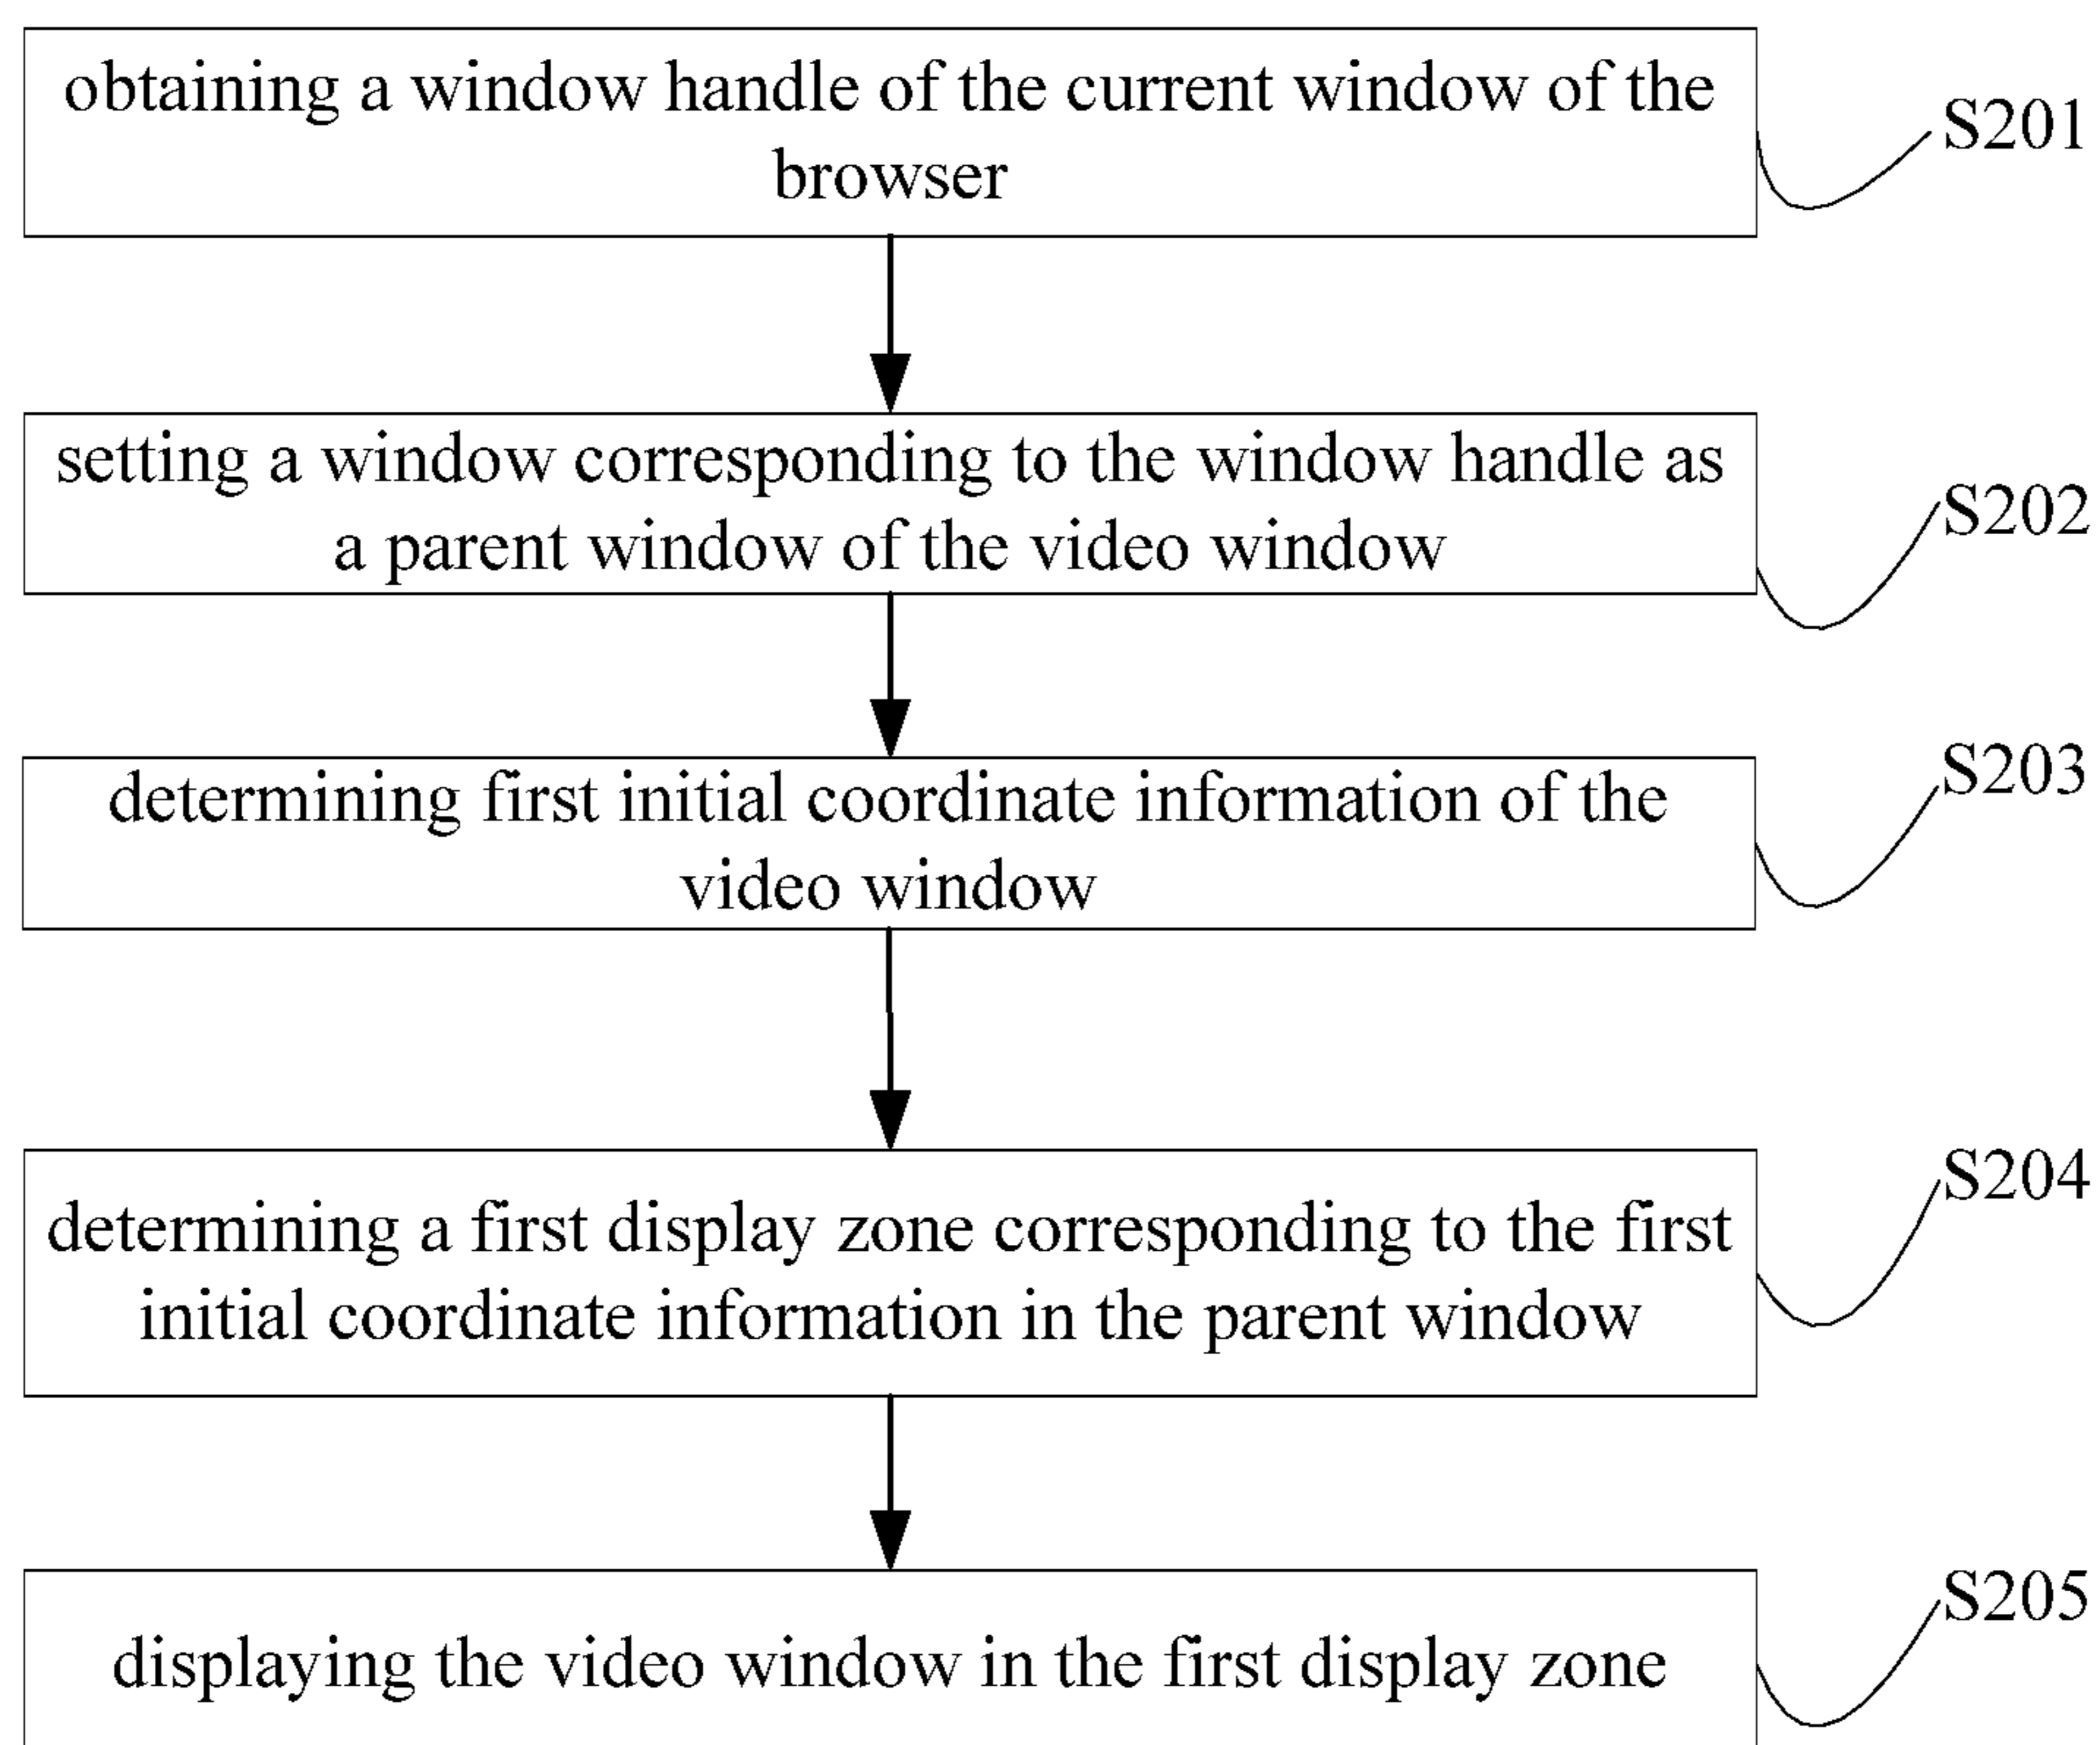 obtaining a window handle of the current window of the
browser
S201
setting a window corresponding to the window handle as
a parent window of the video window
S202
determining first initial coordinate information of the
video window
S203
determining a first display zone corresponding to the first
initial coordinate information in the parent window
S204
displaying the video window in the first display zone
S205